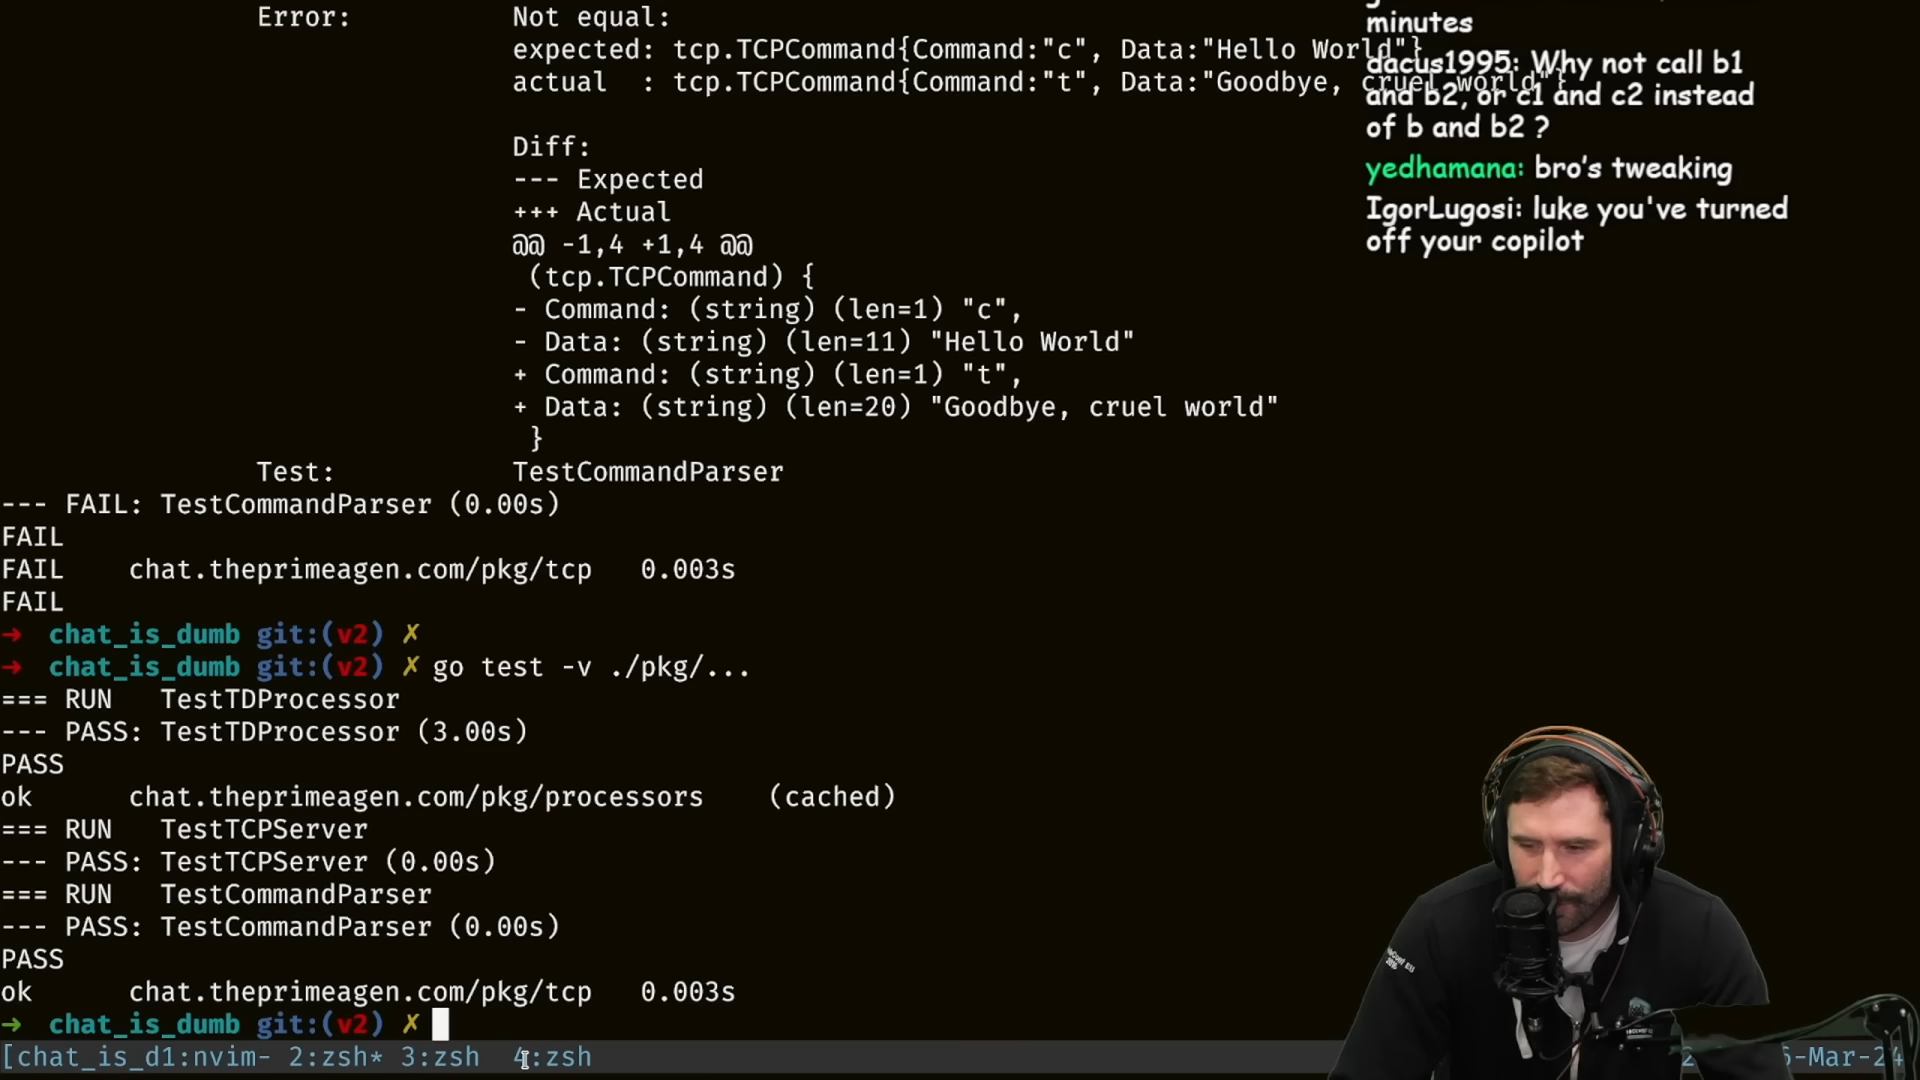 Error: Not equal:
expected: tcp.TCPCommand{Command:"c", Data:"Hello World"}
actual  : tcp.TCPCommand{Command:"t", Data:"Goodbye, cruel world"}
Diff:
--- Expected
+++ Actual
@@ -1,4 +1,4 @@
(tcp.TCPCommand) {
- Command: (string) (len=1) "c",
- Data: (string) (len=11) "Hello World"
+ Command: (string) (len=1) "t",
+ Data: (string) (len=20) "Goodbye, cruel world"
}
Test: TestCommandParser
--- FAIL: TestCommandParser (0.00s)
FAIL
FAIL chat.theprimeagen.com/pkg/tcp 0.003s
FAIL
➜ chat_is_dumb git:(v2) ✗
➜ chat_is_dumb git:(v2) ✗ go test -v ./pkg/...
=== RUN TestTDProcessor
--- PASS: TestTDProcessor (3.00s)
PASS
ok chat.theprimeagen.com/pkg/processors (cached)
=== RUN TestTCPServer
--- PASS: TestTCPServer (0.00s)
=== RUN TestCommandParser
--- PASS: TestCommandParser (0.00s)
PASS
ok chat.theprimeagen.com/pkg/tcp 0.003s
➜ chat_is_dumb git:(v2) ✗
[chat_is_d1:nvim- 2:zsh* 3:zsh 4:zsh
-Mar-24
minutes
dacus1995: Why not call b1
and b2, or c1 and c2 instead
of b and b2 ?
yedhamana: bro's tweaking
IgorLugosi: luke you've turned
off your copilot